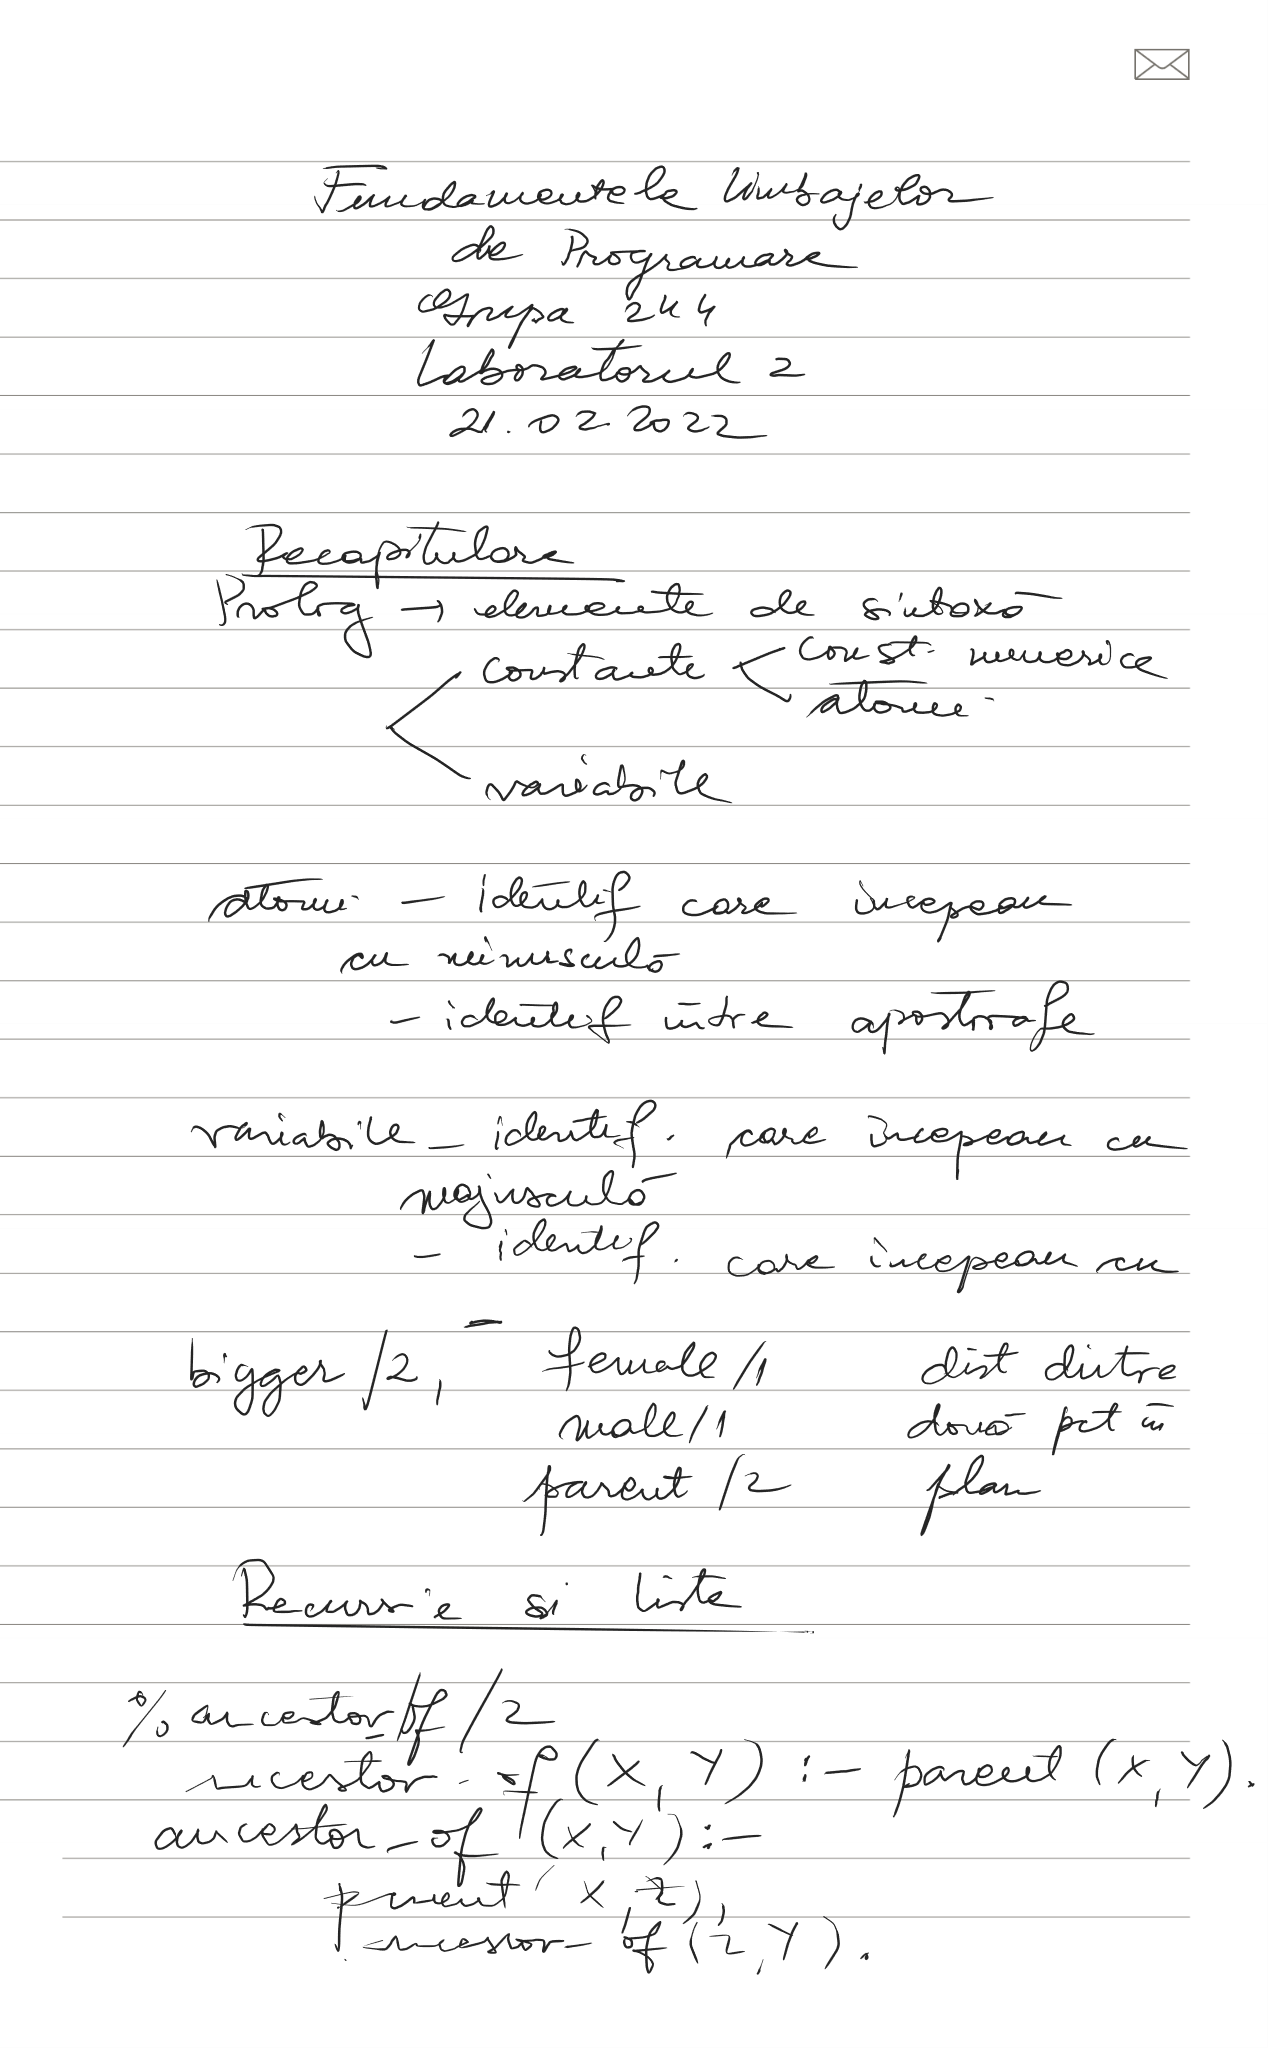 Fundamentele limbajelor
de Programare
Grupa 244
Laboratorul 2
21.02.2022
Recapitulare
Prolog → elemente de sintaxă
constante < const. numerice
atomi
variabile
atomi - identif care încep cu
cu minusculă
- identif între apostrofe
variabile - identif. care încep cu
majusculă
- identif. care încep cu
_
bigger/2, female/1 dist dintre
male/1 două pct în
parent/2 plan
Recursie si liste
% ancestor_of/2
ancestor_of(X, Y) :- parent(X, Y).
ancestor_of(X, Y) :-
parent(X, Z),
ancestor_of(Z, Y).